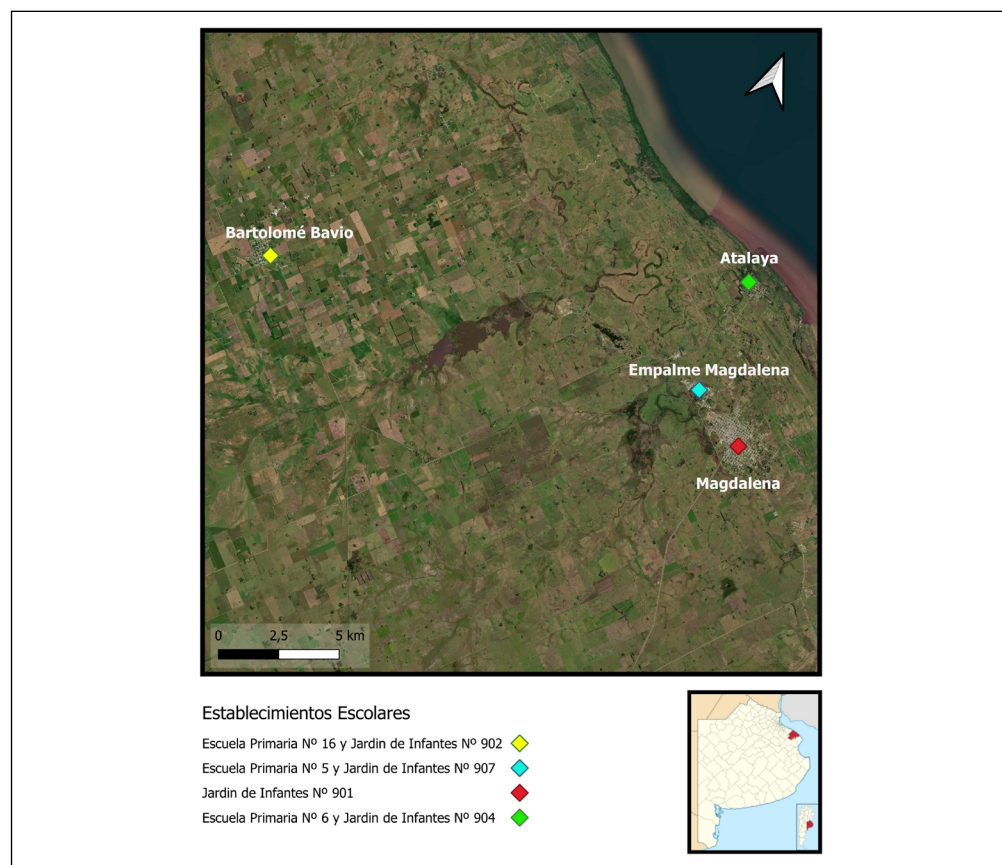 Bartolomé Bavio
Atalaya
Empalme Magdalena
Magdalena
0 2,5 5 km
Establecimientos Escolares
Escuela Primaria Nº 16 y Jardin de Infantes Nº 902
Escuela Primaria Nº 5 y Jardin de Infantes Nº 907
Jardin de Infantes Nº 901
Escuela Primaria Nº 6 y Jardin de Infantes Nº 904